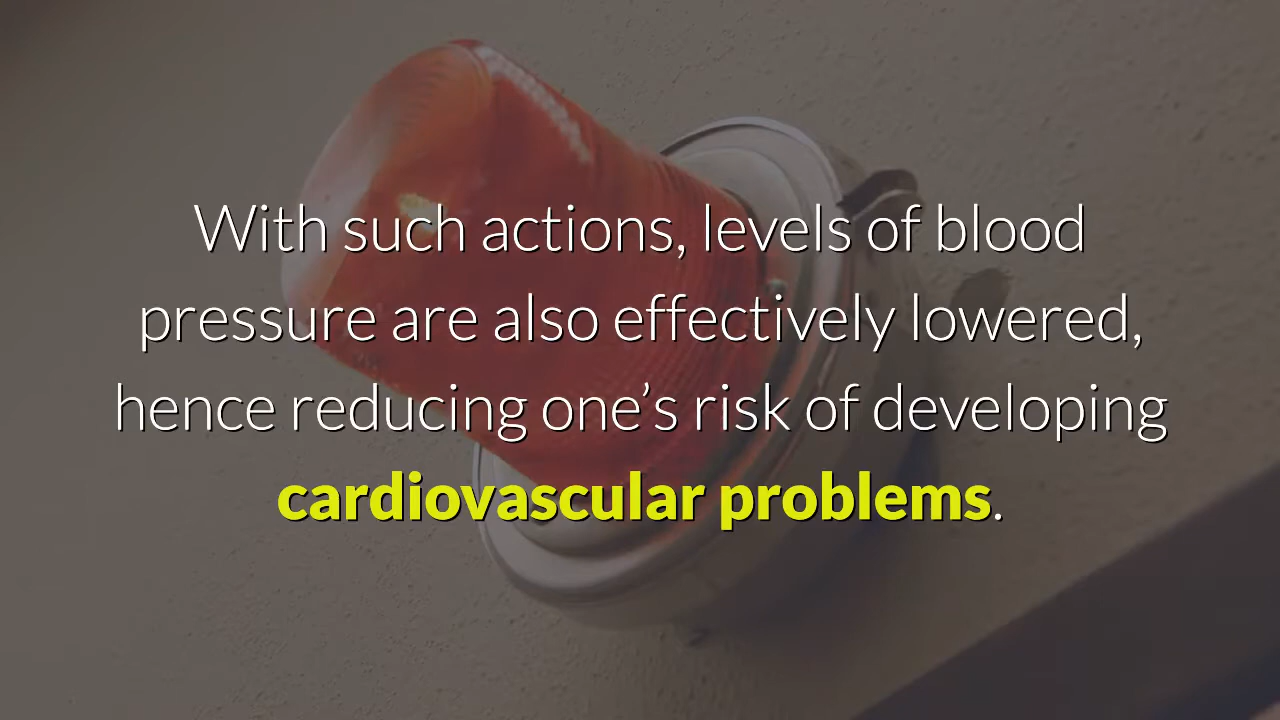 With such actions, levels of blood
pressure are also effectively lowered,
hence reducing one’s risk of developing
cardiovascular problems.